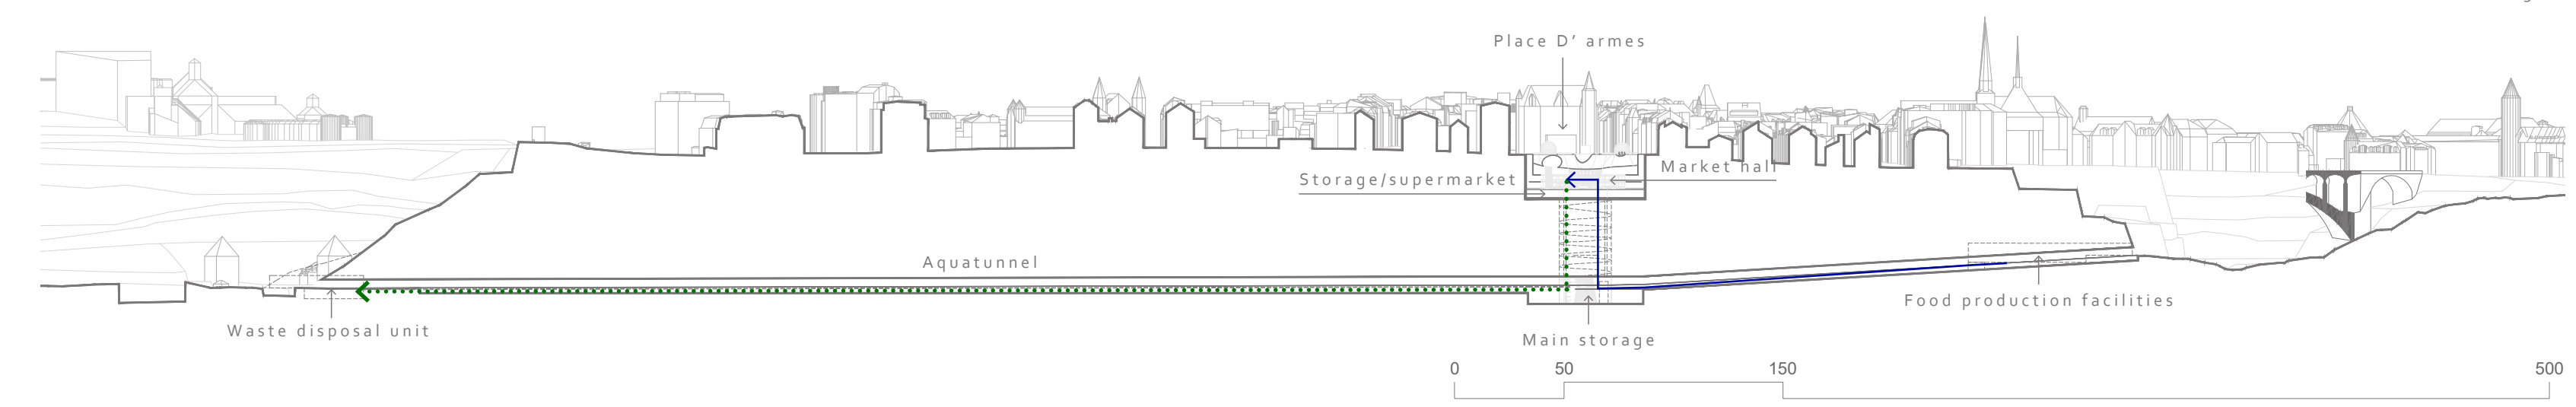 Place D’ armes
Market hall
Storage/supermarket
Aquatunnel
Food production facilities
Waste disposal unit
Main storage
0 50 150 500